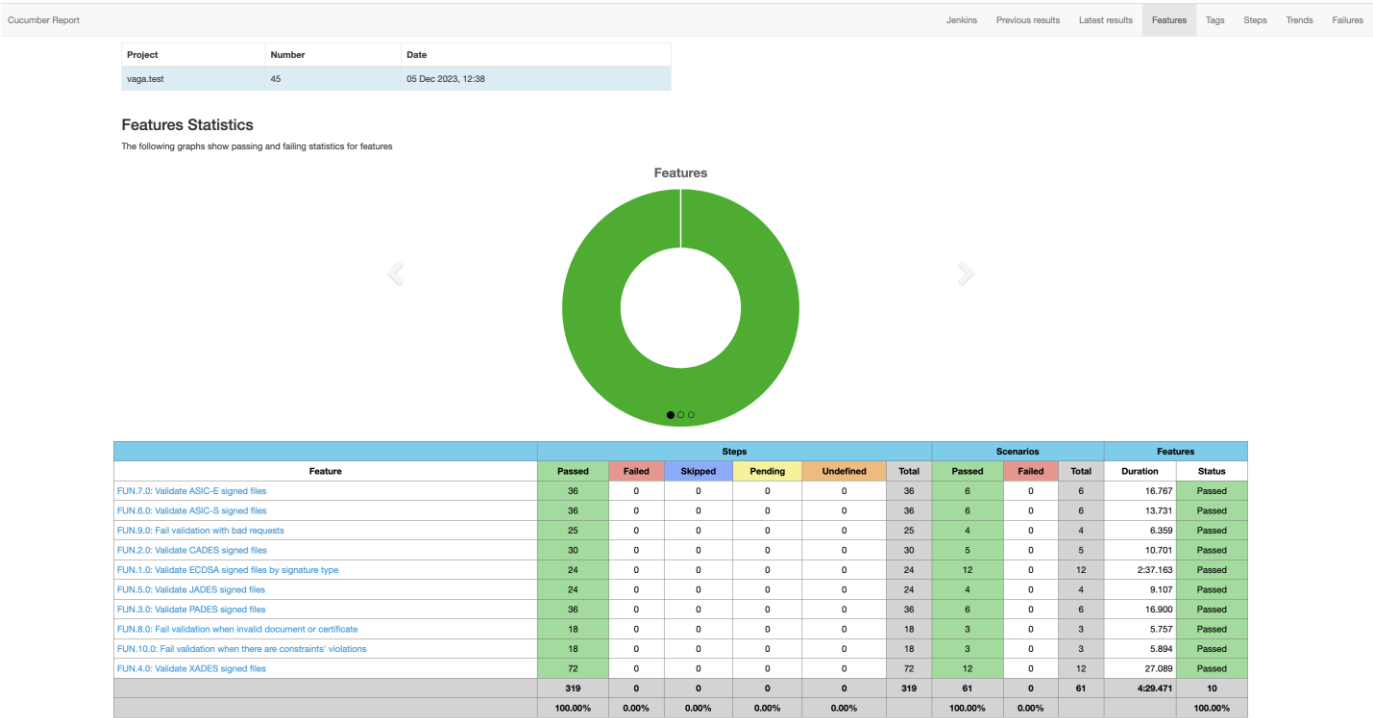 Cucumber Report Jenkins Previous results Latest results Features Tags Steps Trends Failures
Project Number Date
vaga.test 45 05 Dec 2023, 12:38
Features Statistics
The following graphs show passing and failing statistics for features
Features
Steps Scenarios Features
Feature Passed Failed Skipped Pending Undefined Total Passed Failed Total Duration Status
FUN.7.0: Validate ASIC-E signed files 36 0 0 0 0 36 6 0 6 16.767 Passed
FUN.6.0: Validate ASIC-S signed files 36 0 0 0 0 36 6 0 6 13.731 Passed
FUN.9.0: Fail validation with bad requests 25 0 0 0 0 25 4 0 4 6.359 Passed
FUN.2.0: Validate CADES signed files 30 0 0 0 0 30 5 0 5 10.701 Passed
FUN.1.0: Validate ECDSA signed files by signature type 24 0 0 0 0 24 12 0 12 2:37.163 Passed
FUN.5.0: Validate JADES signed files 24 0 0 0 0 24 4 0 4 9.107 Passed
FUN.3.0: Validate PADES signed files 36 0 0 0 0 36 6 0 6 16.900 Passed
FUN.8.0: Fail validation when invalid document or certificate 18 0 0 0 0 18 3 0 3 5.757 Passed
FUN.10.0: Fail validation when there are constraints' violations 18 0 0 0 0 18 3 0 3 5.894 Passed
FUN.4.0: Validate XADES signed files 72 0 0 0 0 72 12 0 12 27.089 Passed
319 0 0 0 0 319 61 0 61 4:29.471 10
100.00% 0.00% 0.00% 0.00% 0.00% 100.00% 0.00% 100.00%